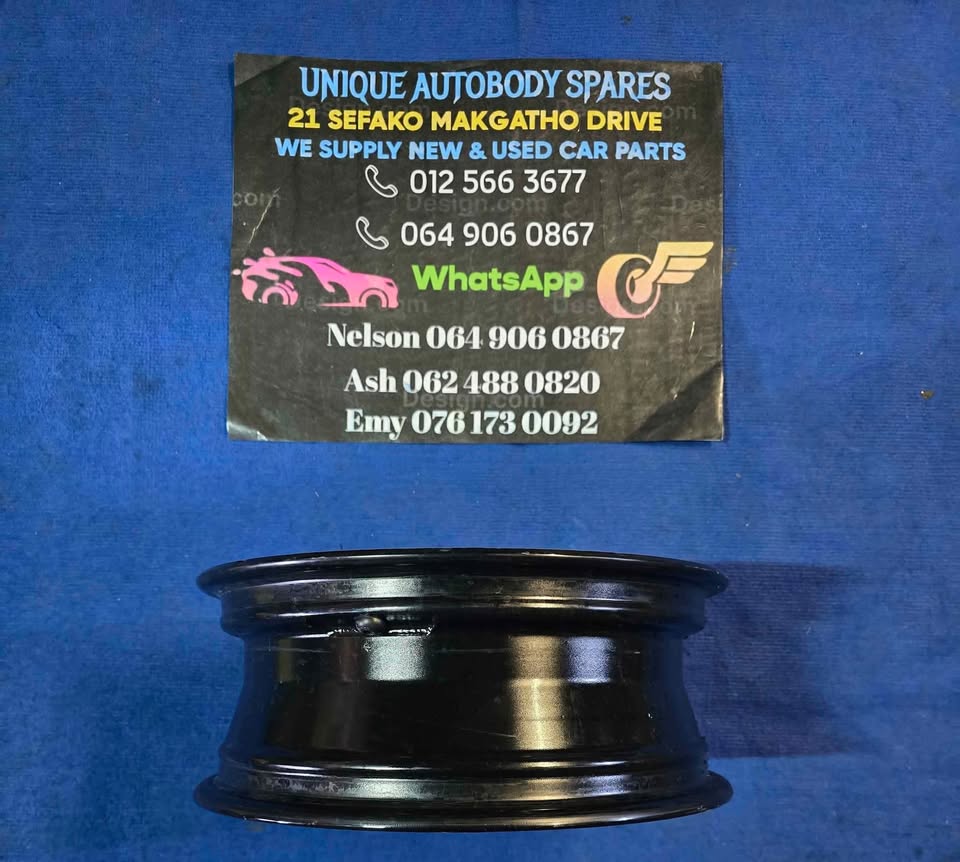 UNIQUE AUTOBODY SPARES
21 SEFAKO MAKGATHO DRIVE
WE SUPPLY NEW & USED CAR PARTS
012 566 3677
064 906 0867
WhatsApp
Nelson 064 906 0867
Ash 062 488 0820
Emy 076 173 0092